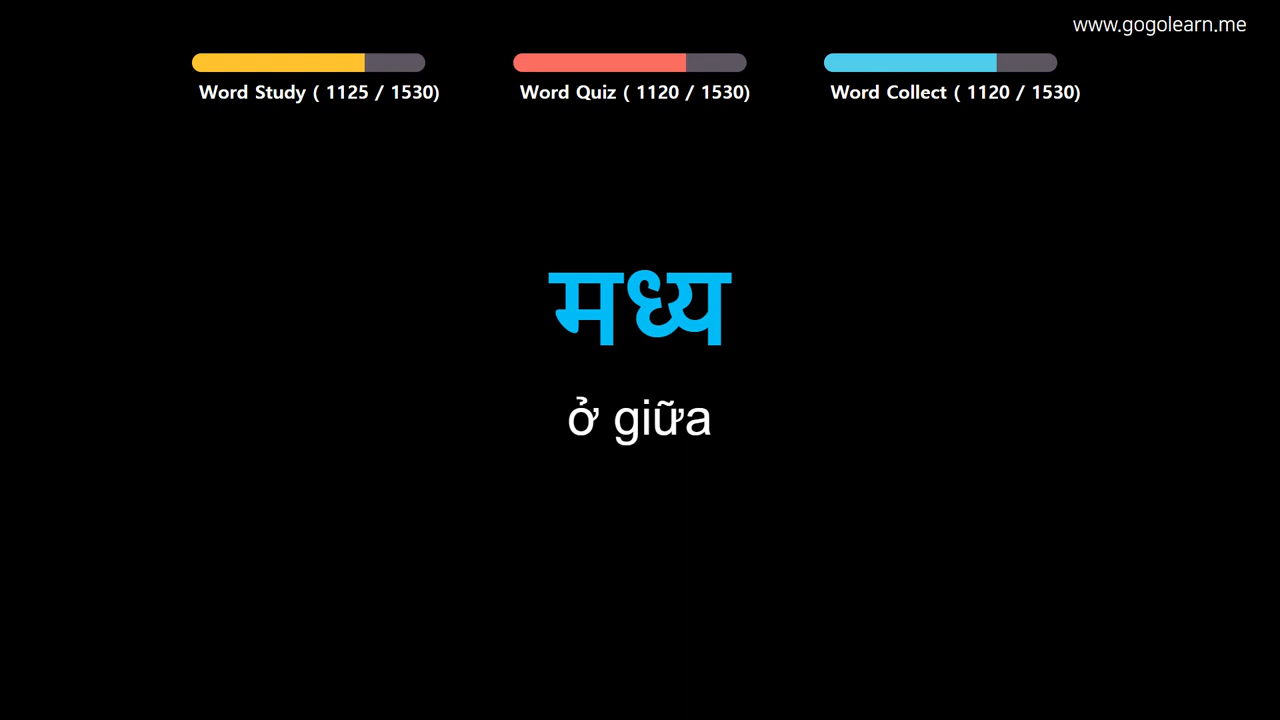 www.gogolearn.me
Word Study ( 1125 / 1530)
Word Quiz ( 1120 / 1530)
Word Collect ( 1120 / 1530)
मध्य
ở giữa